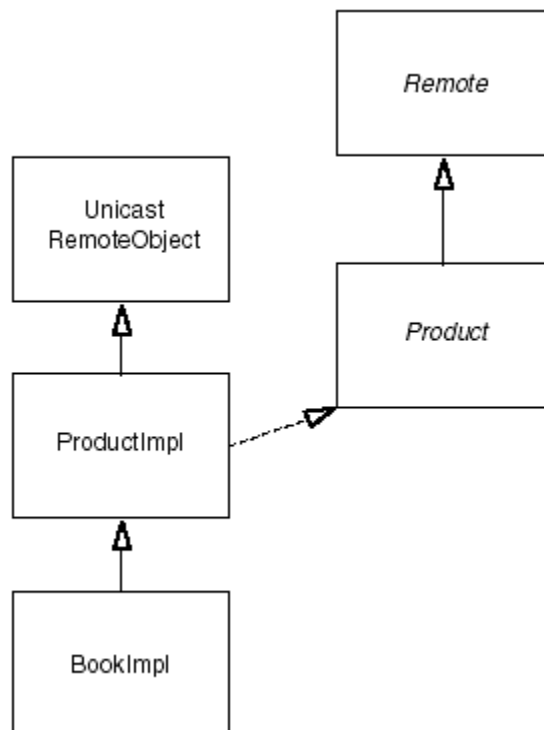 Remote
Unicast
RemoteObject
Product
ProductImpl
BookImpl